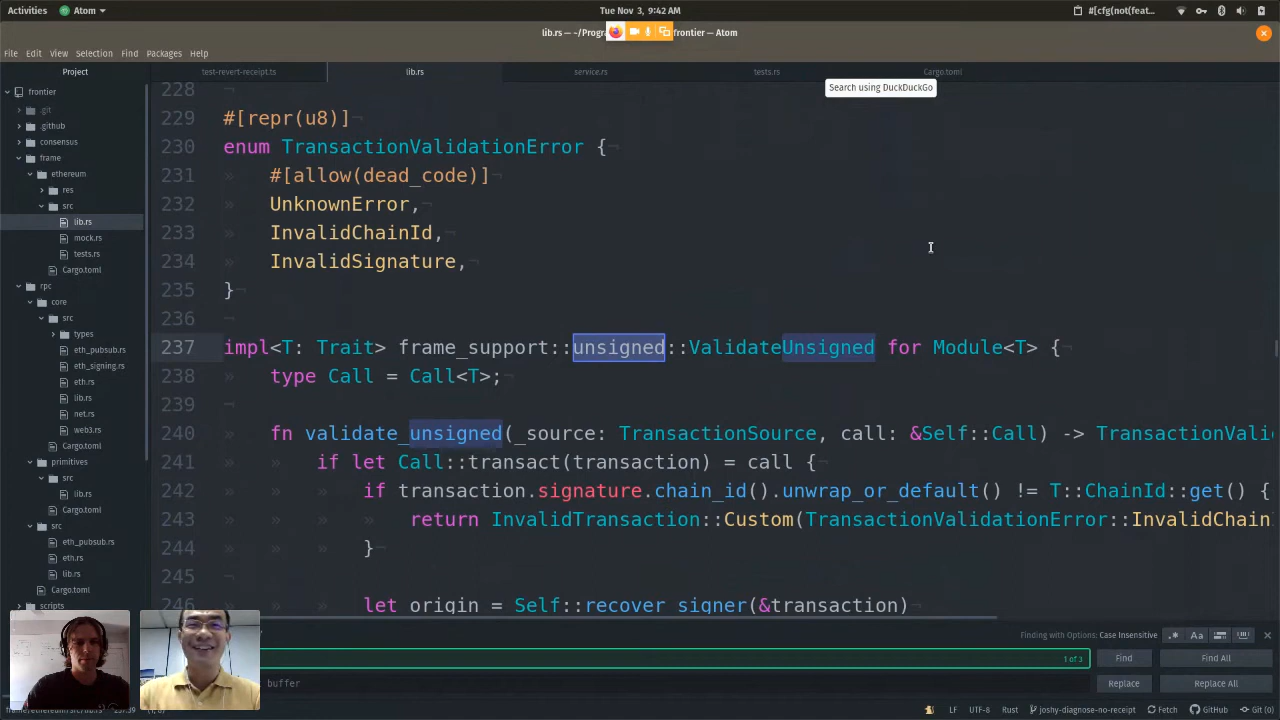 Activities
Atom
Tue Nov 3, 9:42 AM
#[cfg(not(feat...
lib.rs — ~/Progra
frontier — Atom
File Edit View Selection Find Packages Help
Project
test-revert-receipt.ts
lib.rs
service.rs
tests.rs
Cargo.toml
Search using DuckDuckGo
frontier
.git
.github
consensus
frame
ethereum
res
src
lib.rs
mock.rs
tests.rs
Cargo.toml
rpc
core
src
types
eth_pubsub.rs
eth_signing.rs
eth.rs
lib.rs
net.rs
web3.rs
Cargo.toml
primitives
src
lib.rs
Cargo.toml
src
eth_pubsub.rs
eth.rs
lib.rs
Cargo.toml
scripts
228
229 #[repr(u8)]
230 enum TransactionValidationError {
231 #[allow(dead_code)]
232 UnknownError,
233 InvalidChainId,
234 InvalidSignature,
235 }
236
237 impl<T: Trait> frame_support::unsigned::ValidateUnsigned for Module<T> {
238 type Call = Call<T>;
239
240 fn validate_unsigned(_source: TransactionSource, call: &Self::Call) -> TransactionVali
241 if let Call::transact(transaction) = call {
242 if transaction.signature.chain_id().unwrap_or_default() != T::ChainId::get() {
243 return InvalidTransaction::Custom(TransactionValidationError::InvalidChain
244 }
245
246 let origin = Self::recover_signer(&transaction)
Finding with Options: Case Insensitive
1 of 3
Find
Find All
buffer
Replace
Replace All
LF UTF-8 Rust joshy-diagnose-no-receipt Fetch GitHub Git (0)